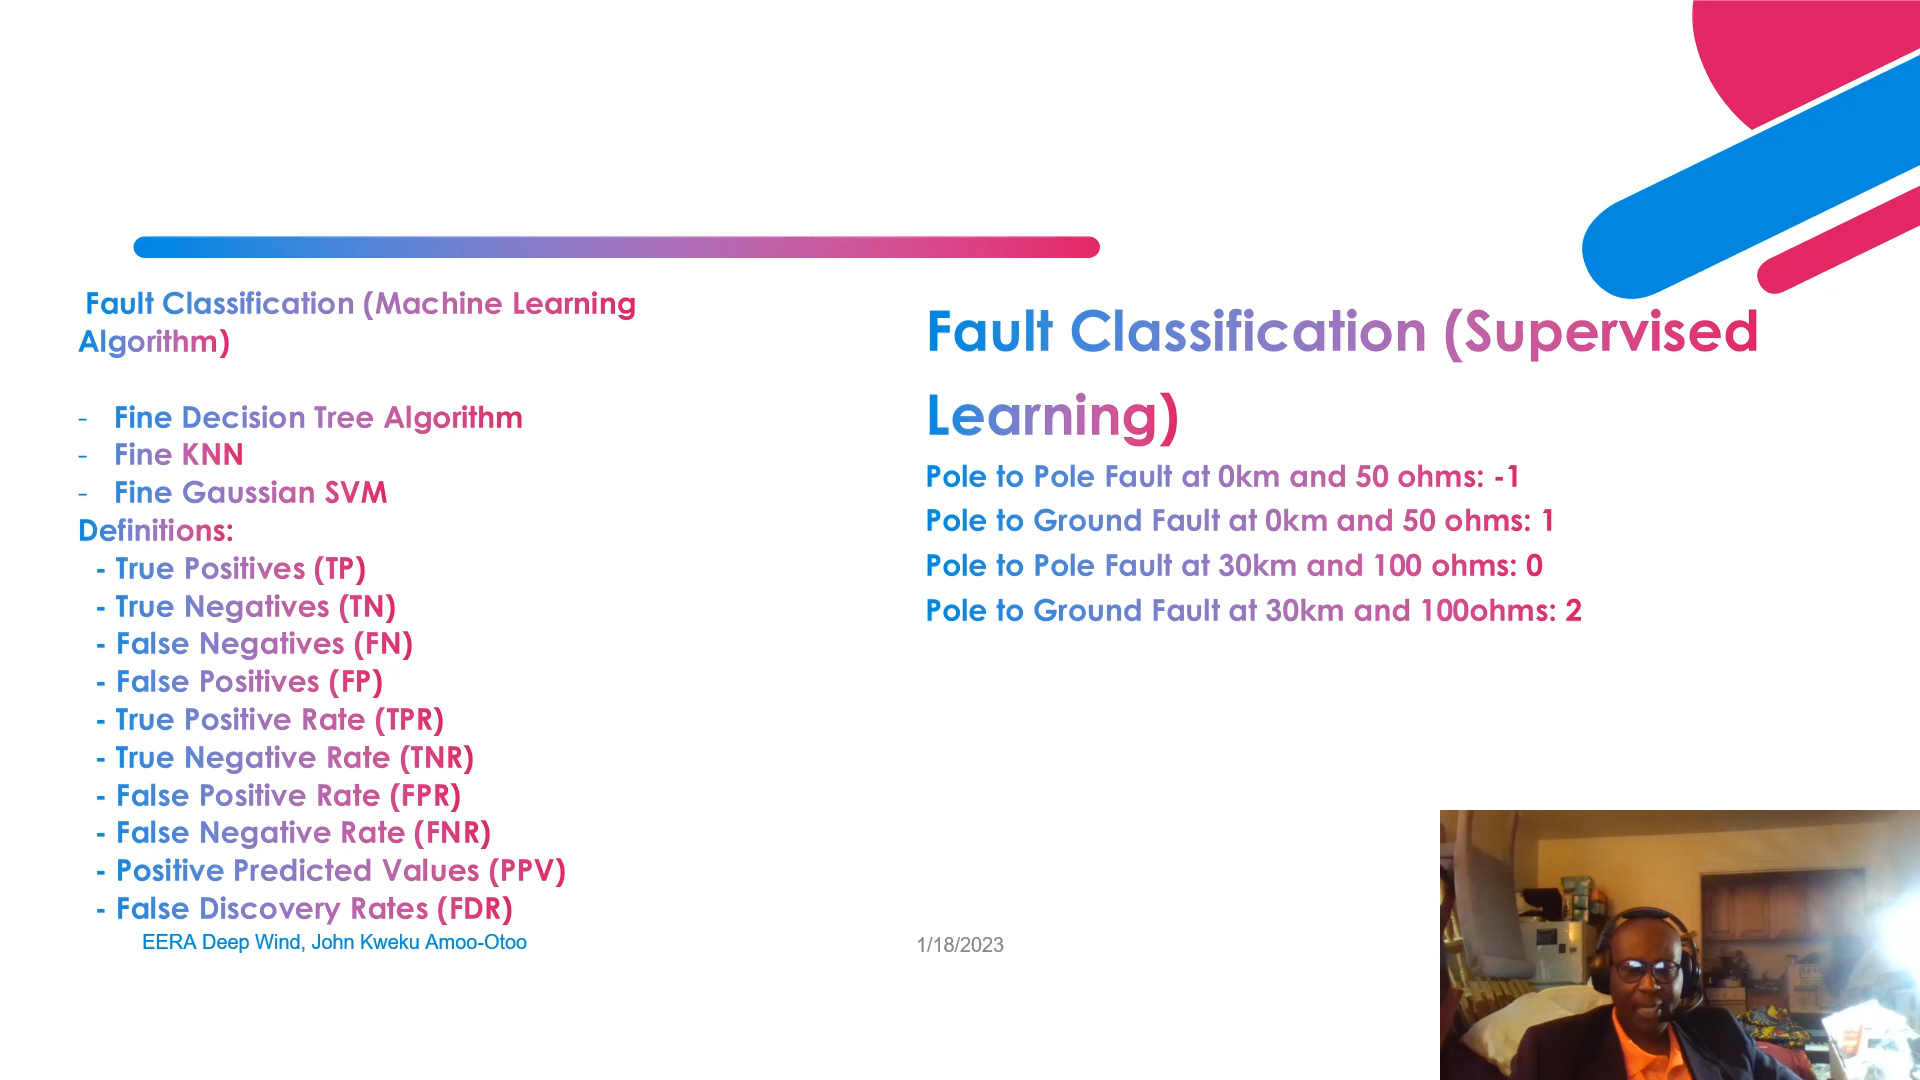 Fault Classification (Machine Learning
Algorithm)
- Fine Decision Tree Algorithm
- Fine KNN
- Fine Gaussian SVM
Definitions:
- True Positives (TP)
- True Negatives (TN)
- False Negatives (FN)
- False Positives (FP)
- True Positive Rate (TPR)
- True Negative Rate (TNR)
- False Positive Rate (FPR)
- False Negative Rate (FNR)
- Positive Predicted Values (PPV)
- False Discovery Rates (FDR)
Fault Classification (Supervised
Learning)
Pole to Pole Fault at 0km and 50 ohms: -1
Pole to Ground Fault at 0km and 50 ohms: 1
Pole to Pole Fault at 30km and 100 ohms: 0
Pole to Ground Fault at 30km and 100ohms: 2
EERA Deep Wind, John Kweku Amoo-Otoo
1/18/2023